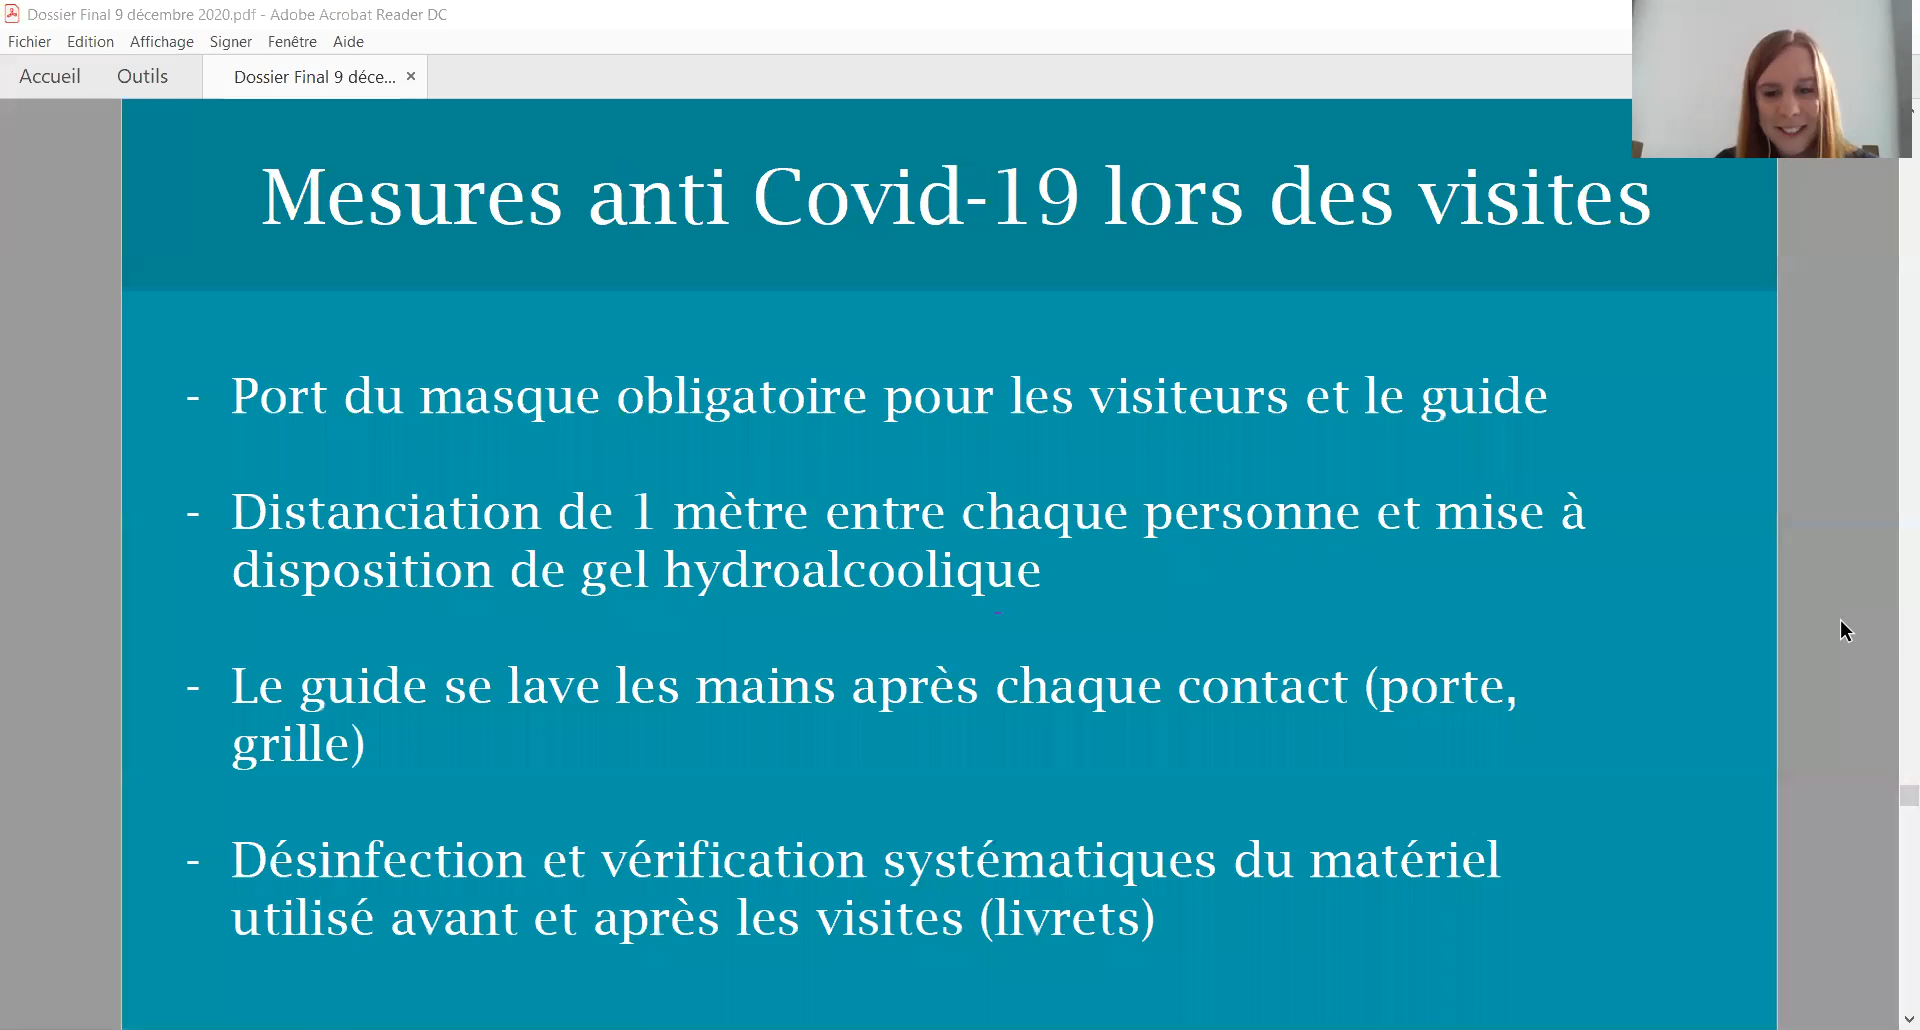 Dossier Final 9 décembre 2020.pdf - Adobe Acrobat Reader DC
Fichier Edition Affichage Signer Fenêtre Aide
Accueil Outils Dossier Final 9 déce... ×
Mesures anti Covid-19 lors des visites
- Port du masque obligatoire pour les visiteurs et le guide
- Distanciation de 1 mètre entre chaque personne et mise à
disposition de gel hydroalcoolique
- Le guide se lave les mains après chaque contact (porte,
grille)
- Désinfection et vérification systématiques du matériel
utilisé avant et après les visites (livrets)